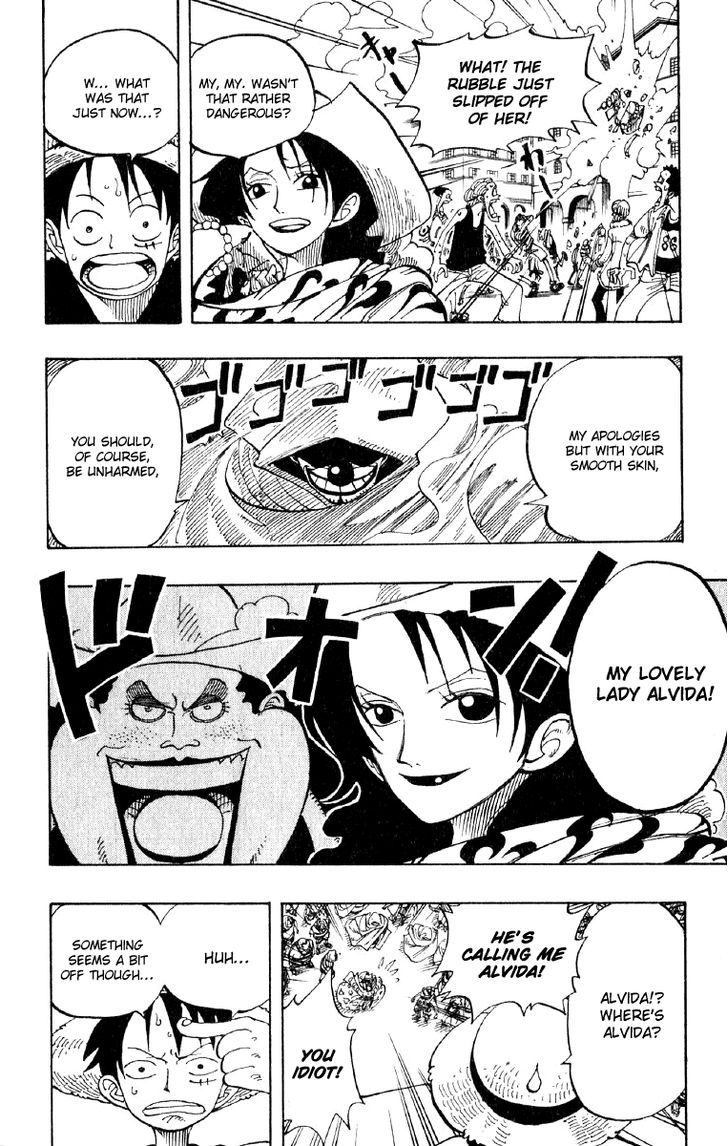 WHAT! THE
RUBBLE JUST
SLIPPED OFF
OF HER!
MY, MY. WASN'T
THAT RATHER
DANGEROUS?
W... WHAT
WAS THAT
JUST NOW...?
MY APOLOGIES
BUT WITH YOUR
SMOOTH SKIN,
ゴゴゴゴゴゴ
YOU SHOULD,
OF COURSE,
BE UNHARMED,
MY LOVELY
LADY ALVIDA!
ドオン!!
ALVIDA!?
WHERE'S
ALVIDA?
HE'S
CALLING ME
ALVIDA!
YOU
IDIOT!
HUH...
SOMETHING
SEEMS A BIT
OFF THOUGH...